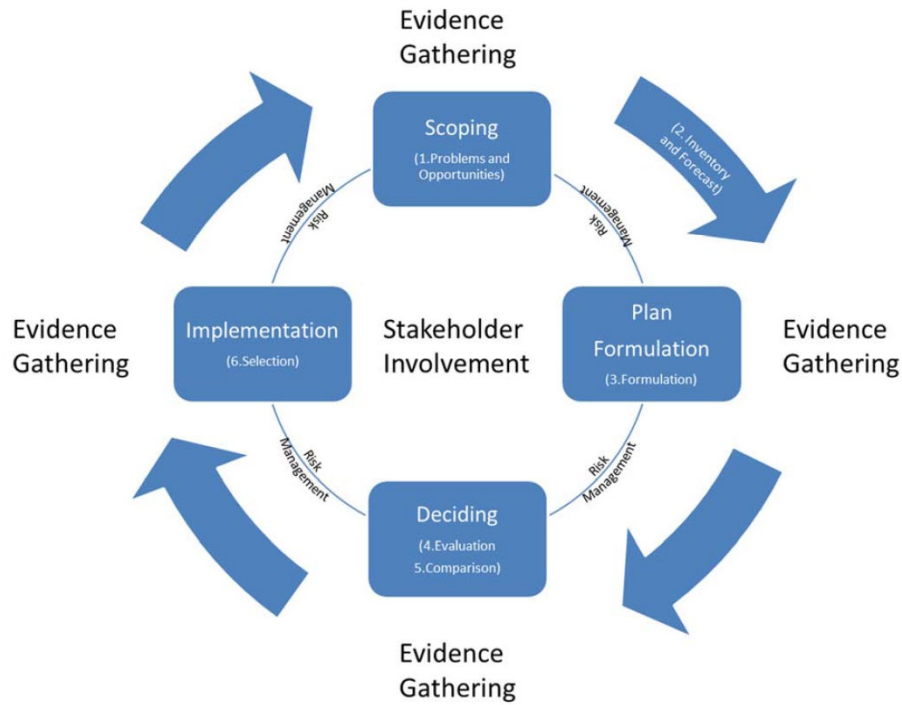 Evidence
Gathering
Scoping
(1.Problems and
Opportunities)
(2. Inventory
and Forecast)
Risk
Management
Risk
Management
Evidence
Gathering
Implementation
(6.Selection)
Stakeholder
Involvement
Plan
Formulation
(3.Formulation)
Evidence
Gathering
Risk
Management
Risk
Management
Deciding
(4.Evaluation
5.Comparison)
Evidence
Gathering